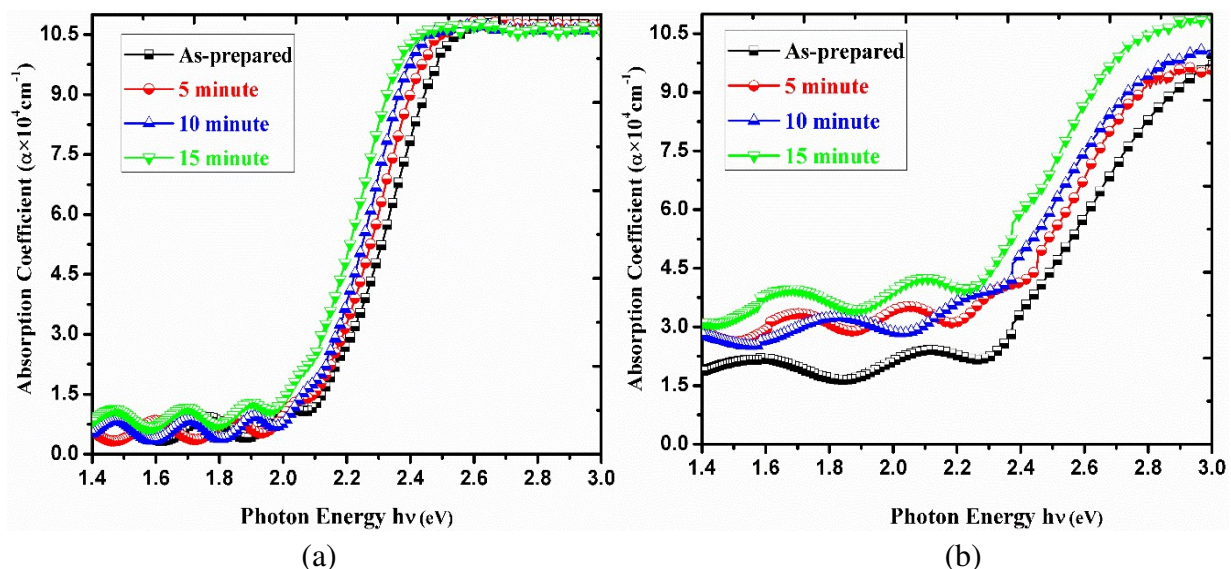 Absorption Coefficient (α×10⁴cm⁻¹)
10.5
9.0
7.5
6.0
4.5
3.0
1.5
0.0
As-prepared
5 minute
10 minute
15 minute
1.4 1.6 1.8 2.0 2.2 2.4 2.6 2.8 3.0
Photon Energy hν (eV)
(a)
Absorption Coefficient (α×10⁴cm⁻¹)
10.5
9.0
7.5
6.0
4.5
3.0
1.5
0.0
As-prepared
5 minute
10 minute
15 minute
1.4 1.6 1.8 2.0 2.2 2.4 2.6 2.8 3.0
Photon Energy hν (eV)
(b)